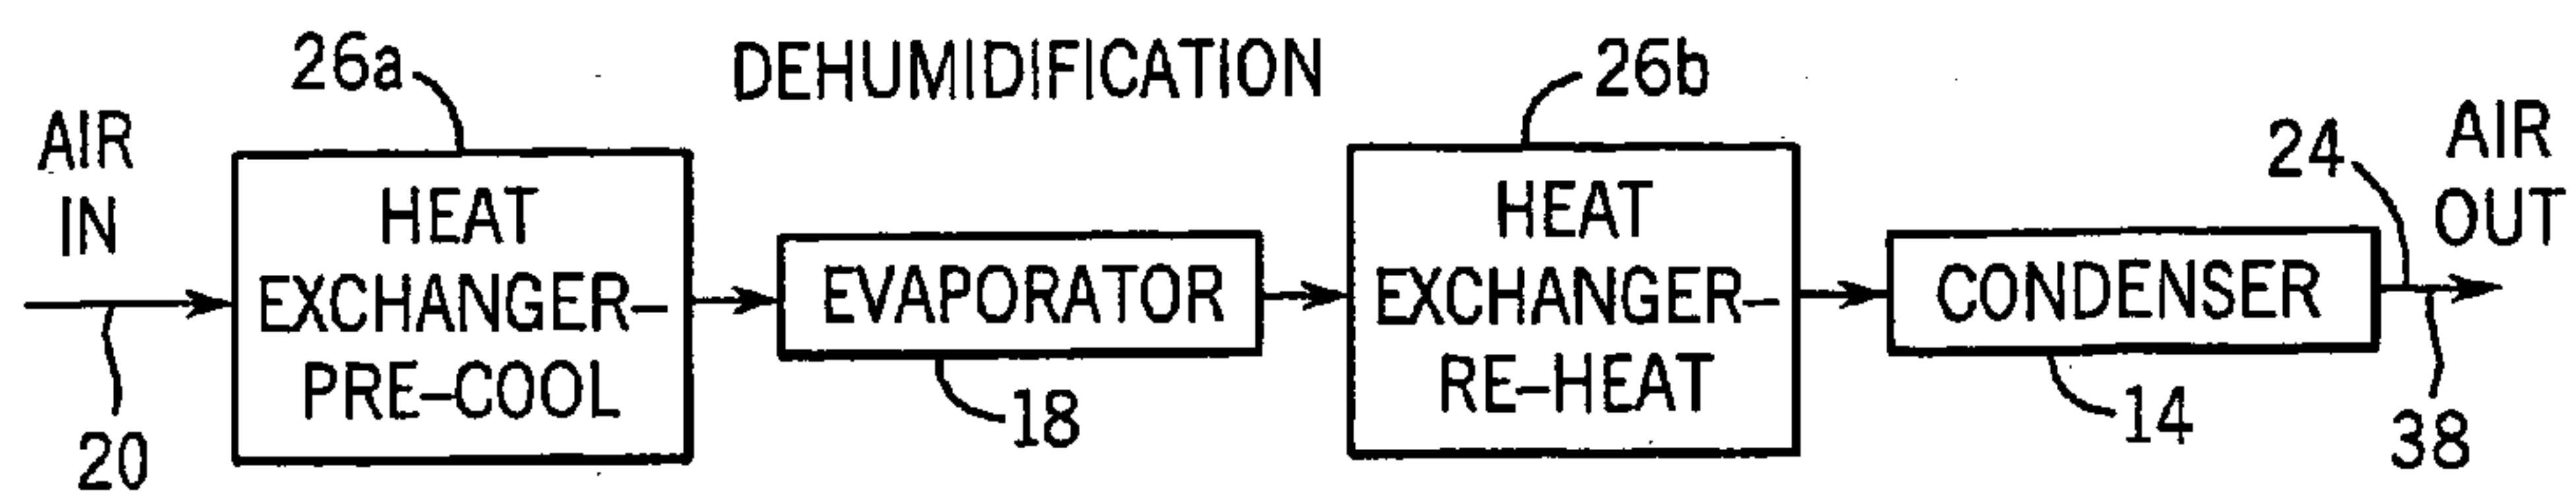 DEHUMIDIFICATION
AIR
IN
20
26a
HEAT
EXCHANGER–
PRE–COOL
EVAPORATOR
18
26b
HEAT
EXCHANGER–
RE–HEAT
CONDENSER
14
24
AIR
OUT
38